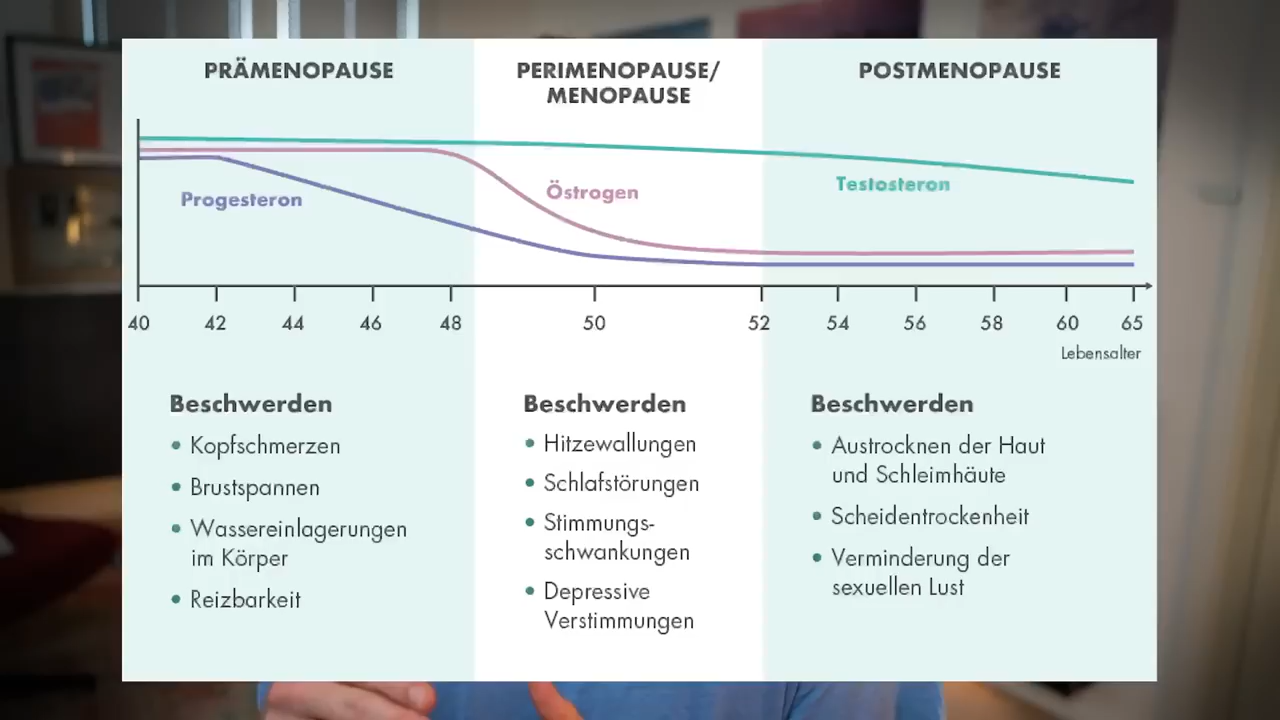 PRÄMENOPAUSE
PERIMENOPAUSE/
MENOPAUSE
POSTMENOPAUSE
Progesteron
Östrogen
Testosteron
40 42 44 46 48 50 52 54 56 58 60 65
Lebensalter
Beschwerden
• Kopfschmerzen
• Brustspannen
• Wassereinlagerungen
im Körper
• Reizbarkeit
Beschwerden
• Hitzewallungen
• Schlafstörungen
• Stimmungs-
schwankungen
• Depressive
Verstimmungen
Beschwerden
• Austrocknen der Haut
und Schleimhäute
• Scheidentrockenheit
• Verminderung der
sexuellen Lust